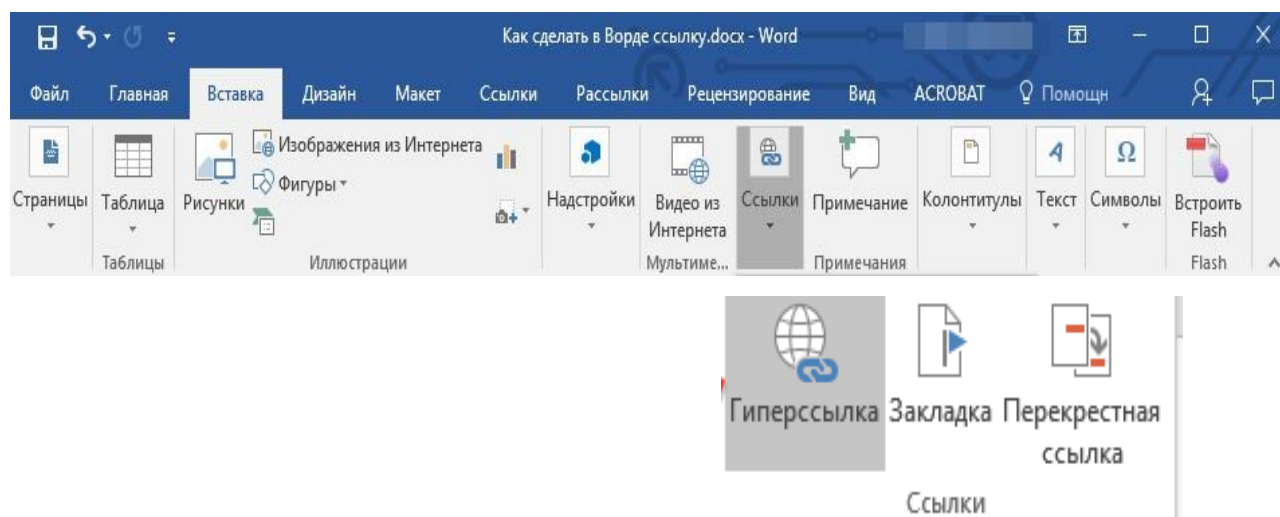 Как сделать в Ворде ссылку.docx - Word
Файл Главная Вставка Дизайн Макет Ссылки Рассылки Рецензирование Вид ACROBAT Помощн
Изображения из Интернета
Фигуры
Страницы Таблица Рисунки Надстройки Видео из Интернета Ссылки Примечание Колонтитулы Текст Символы Встроить Flash
Таблицы Иллюстрации Мультиме... Примечания Flash
Гиперссылка Закладка Перекрестная
ссылка
Ссылки